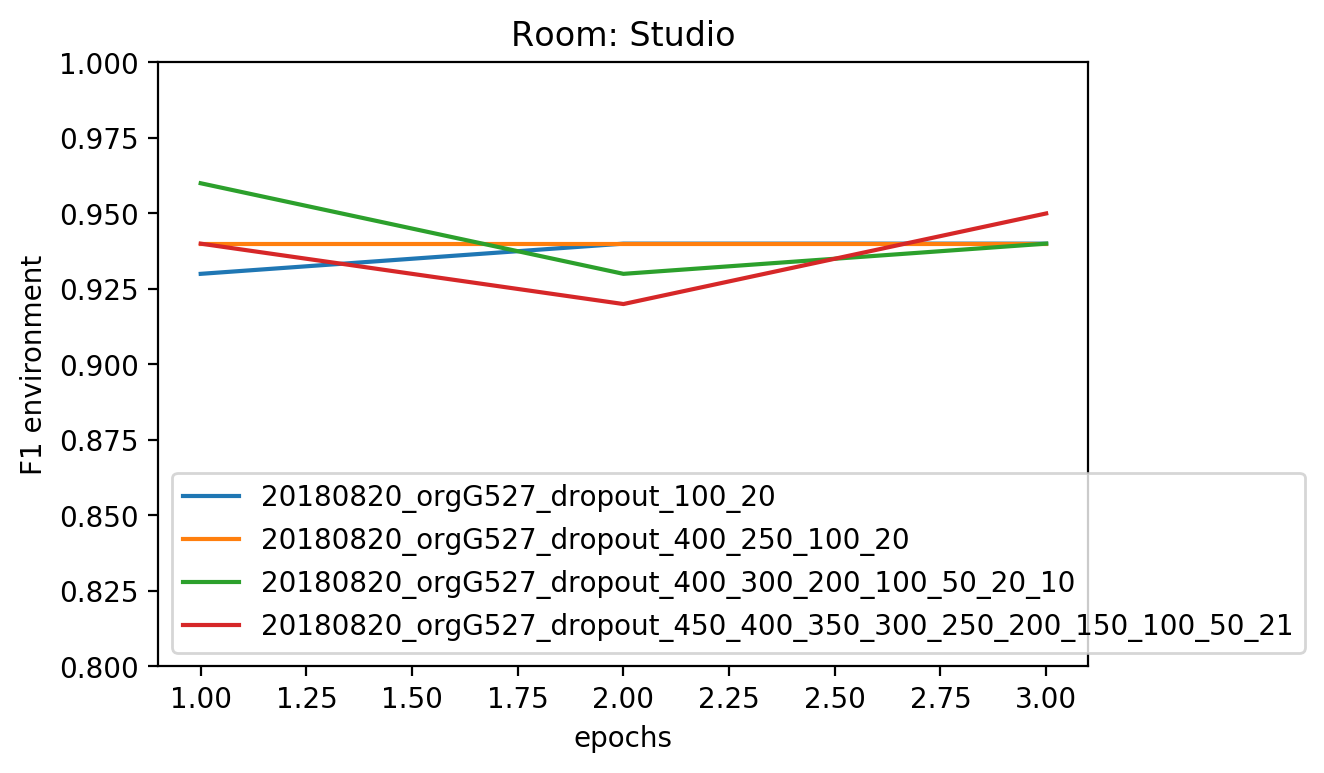 Room: Studio
1.000
0.975
0.950
0.925
0.900
0.875
0.850
0.825
0.800
F1 environment
20180820_orgG527_dropout_100_20
20180820_orgG527_dropout_400_250_100_20
20180820_orgG527_dropout_400_300_200_100_50_20_10
20180820_orgG527_dropout_450_400_350_300_250_200_150_100_50_21
1.00 1.25 1.50 1.75 2.00 2.25 2.50 2.75 3.00
epochs